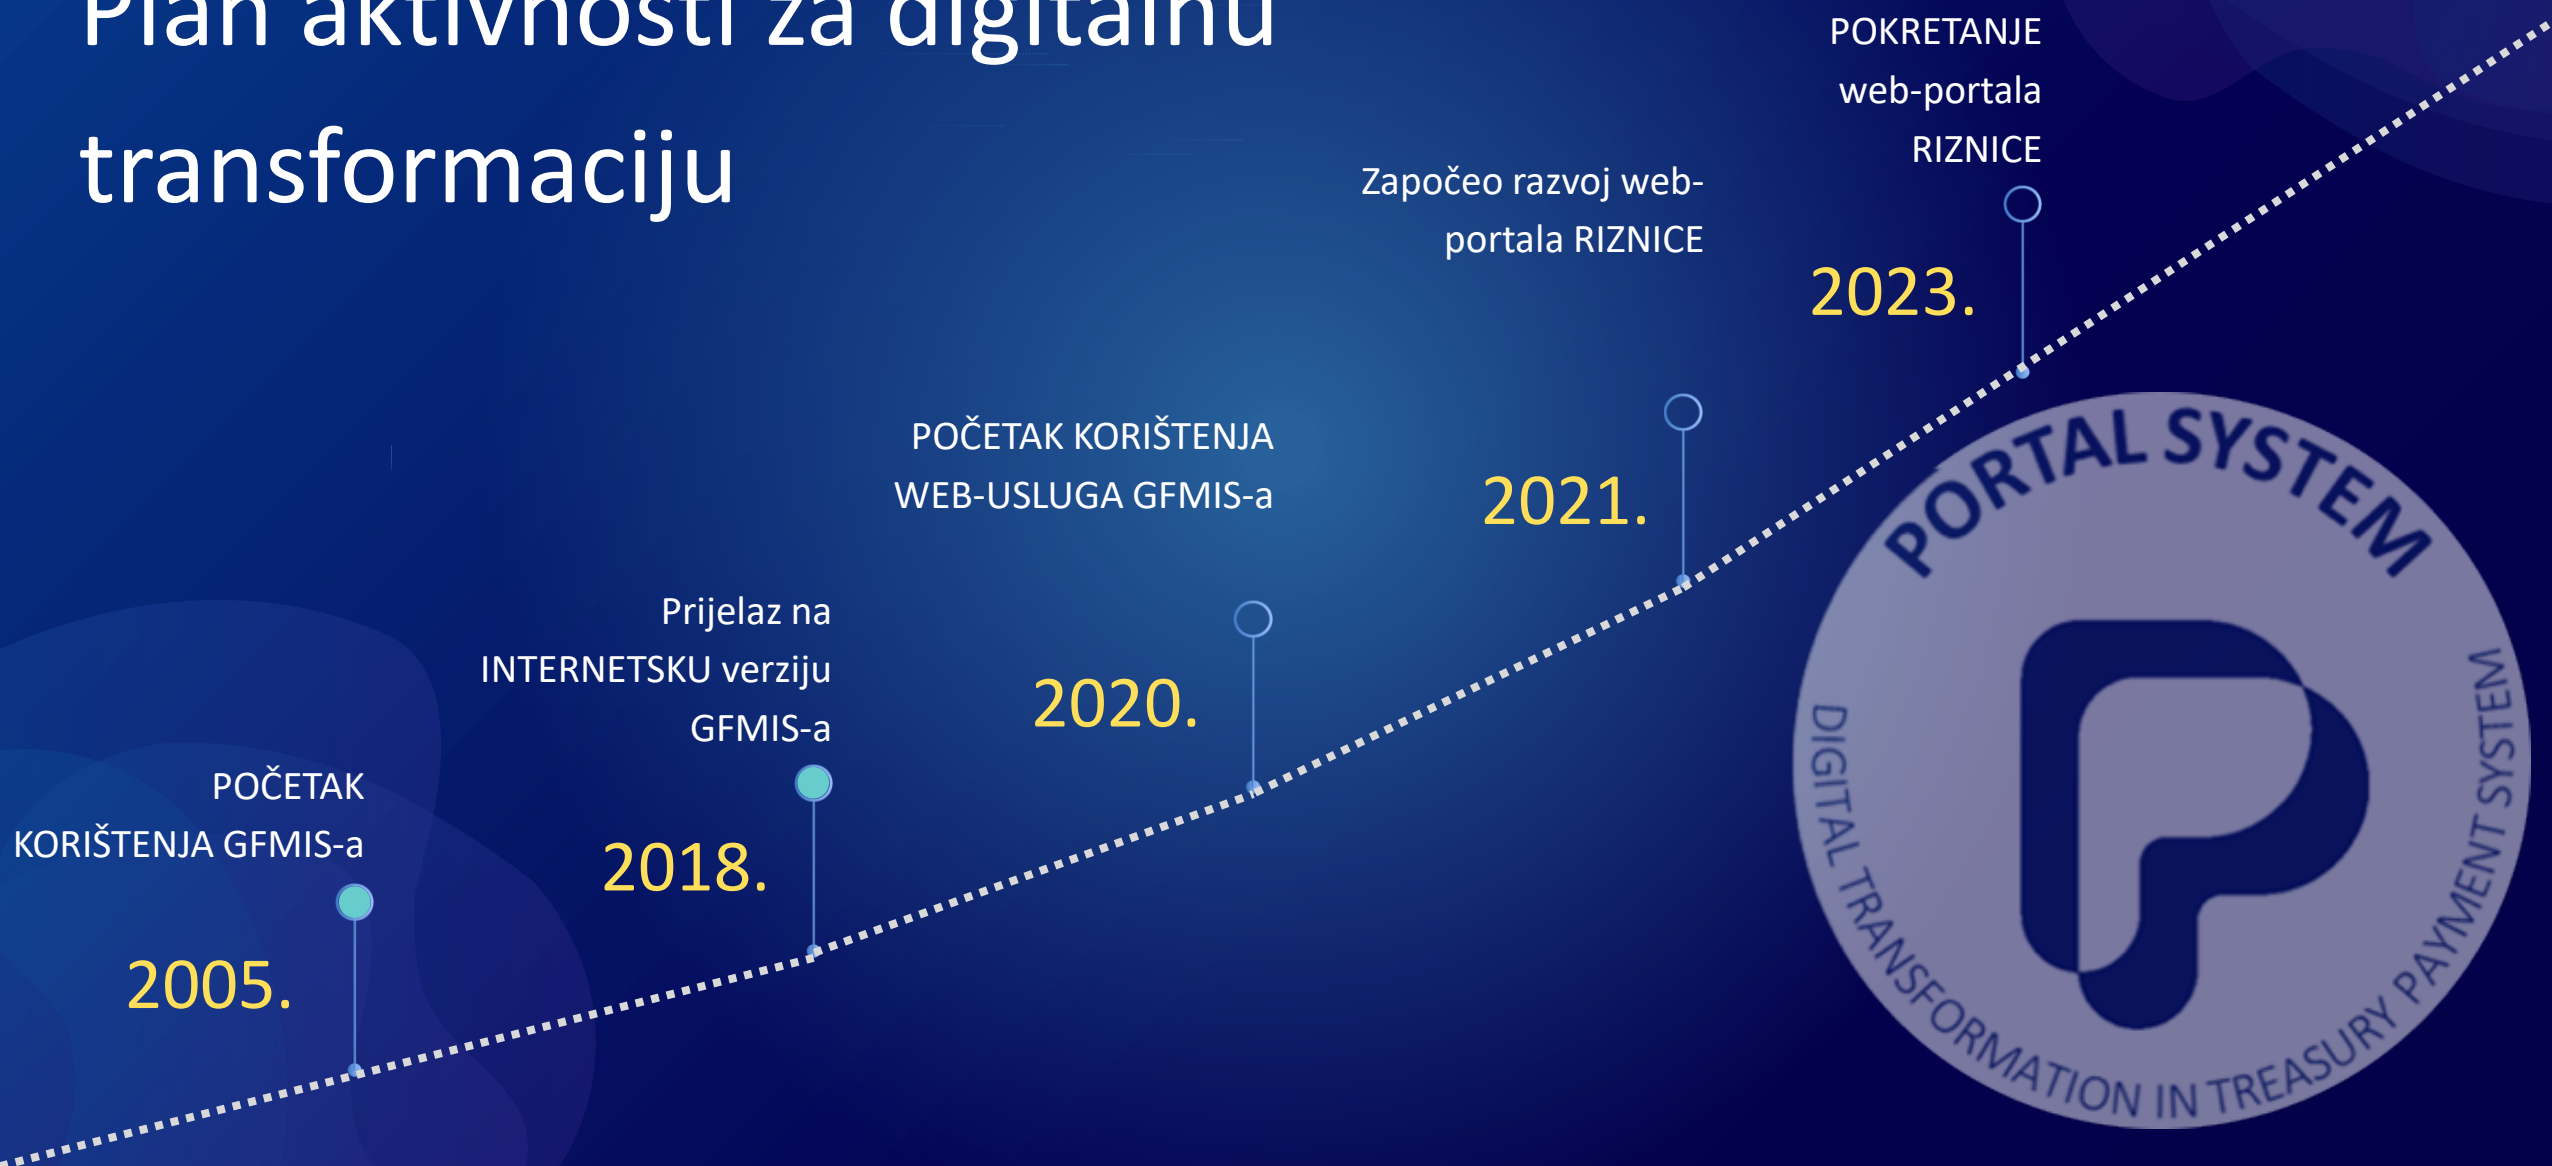 Plan aktivnosti za digitalnu
transformaciju
POČETAK
KORIŠTENJA GFMIS-a
2005.
Prijelaz na
INTERNETSKU verziju
GFMIS-a
2018.
POČETAK KORIŠTENJA
WEB-USLUGA GFMIS-a
2020.
Započeo razvoj web-
portala RIZNICE
2021.
POKRETANJE
web-portala
RIZNICE
2023.
PORTAL SYSTEM
DIGITAL TRANSFORMATION IN TREASURY PAYMENT SYSTEM